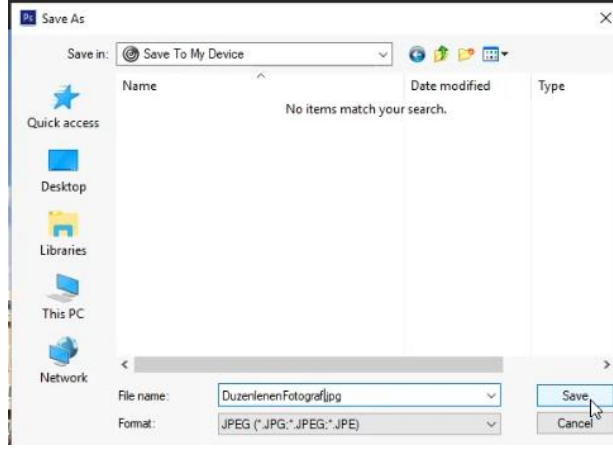 Ps Save As
Save in: Save To My Device
Name Date modified Type
No items match your search.
Quick access
Desktop
Libraries
This PC
Network
File name: DuzenlenenFotograf.jpg Save
Format: JPEG (*.JPG;*.JPEG;*.JPE) Cancel